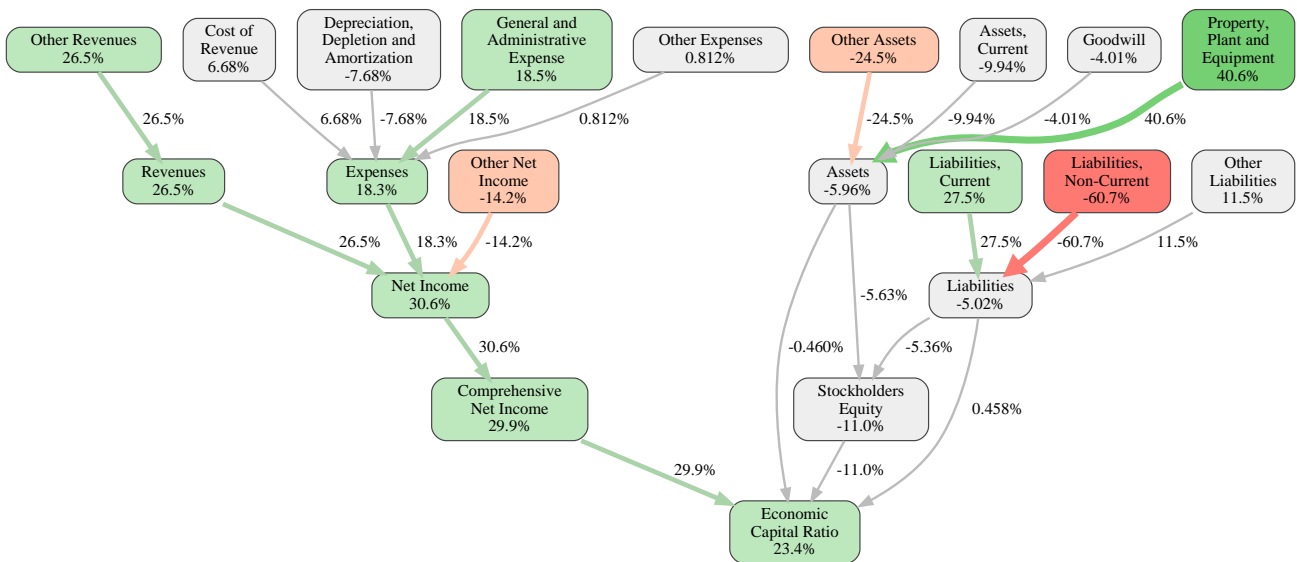 Other Revenues
26.5%
Cost of
Revenue
6.68%
Depreciation,
Depletion and
Amortization
-7.68%
General and
Administrative
Expense
18.5%
Other Expenses
0.812%
Other Assets
-24.5%
Assets,
Current
-9.94%
Goodwill
-4.01%
Property,
Plant and
Equipment
40.6%
26.5%
6.68%
-7.68%
18.5%
0.812%
-24.5%
-9.94%
-4.01%
40.6%
Revenues
26.5%
Expenses
18.3%
Other Net
Income
-14.2%
Assets
-5.96%
Liabilities,
Current
27.5%
Liabilities,
Non-Current
-60.7%
Other
Liabilities
11.5%
26.5%
18.3%
-14.2%
27.5%
-60.7%
11.5%
Net Income
30.6%
-5.63%
Liabilities
-5.02%
30.6%
-0.460%
-5.36%
Comprehensive
Net Income
29.9%
Stockholders
Equity
-11.0%
0.458%
29.9%
-11.0%
Economic
Capital Ratio
23.4%